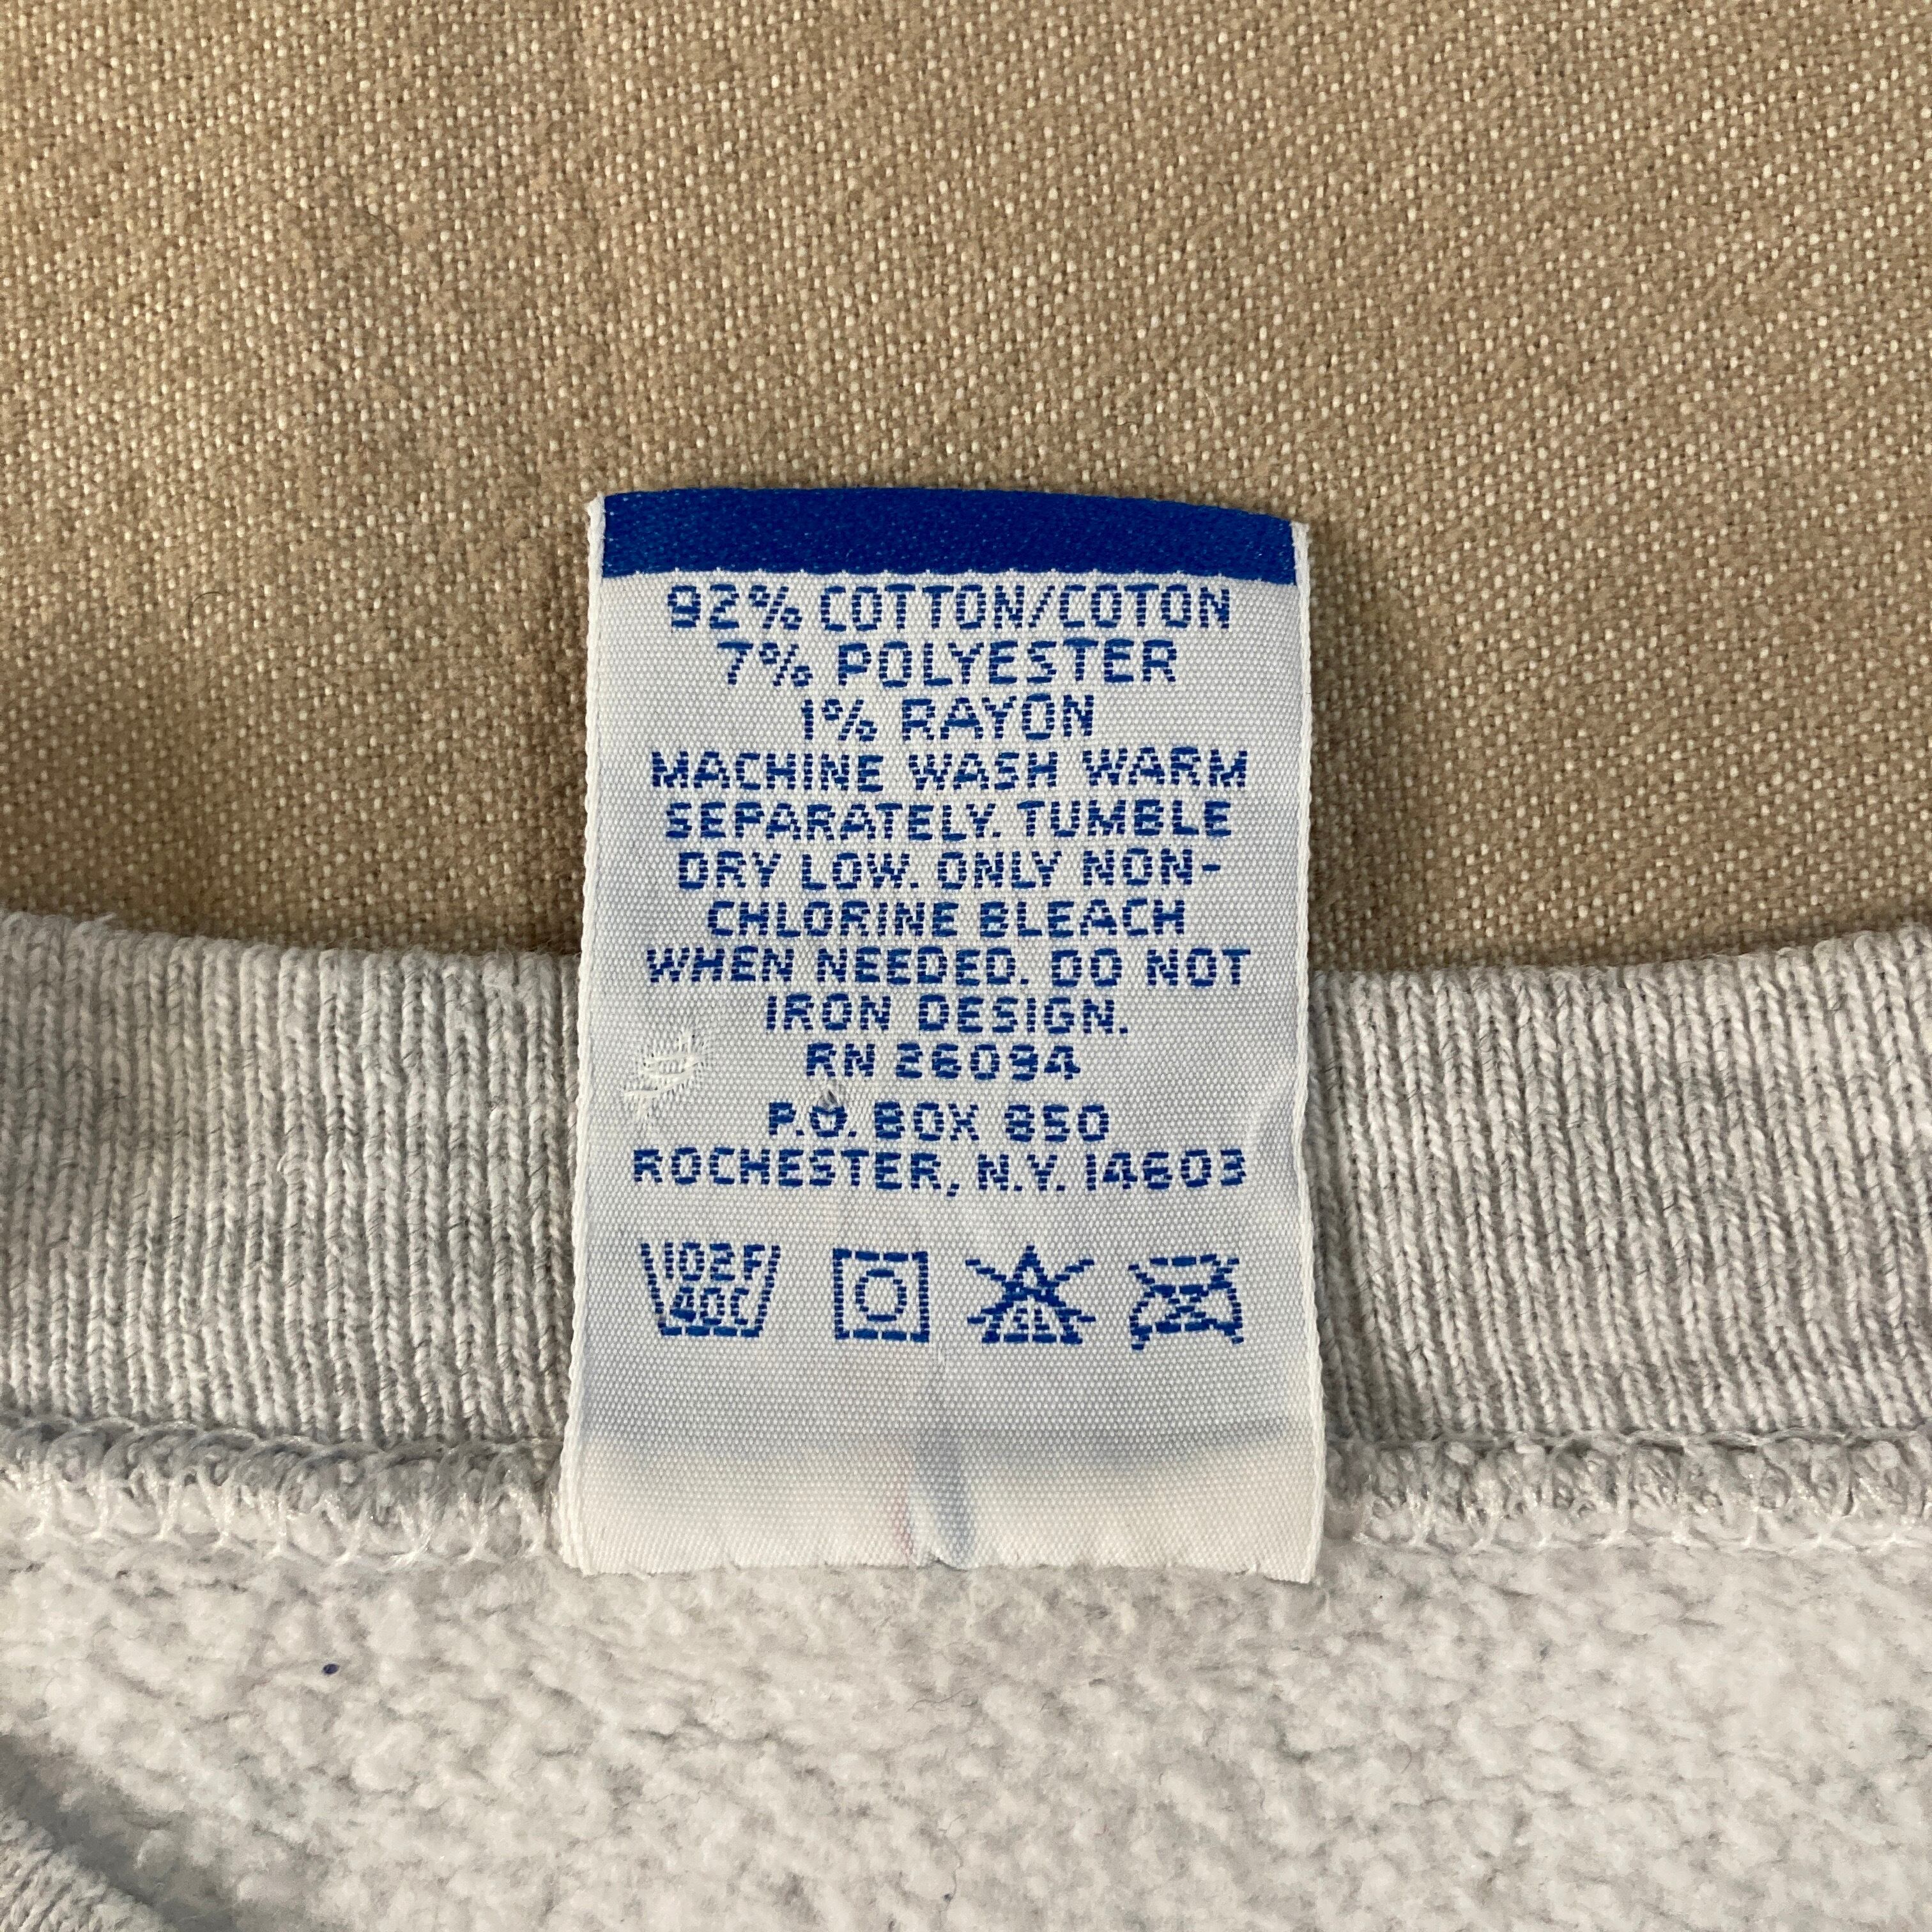 92% COTTON/COTON
7% POLYESTER
1% RAYON
MACHINE WASH WARM
SEPARATELY. TUMBLE
DRY LOW. ONLY NON-
CHLORINE BLEACH
WHEN NEEDED. DO NOT
IRON DESIGN.
RN 26094
P.O. BOX 850
ROCHESTER, N.Y. 14603
102F
40C
CL